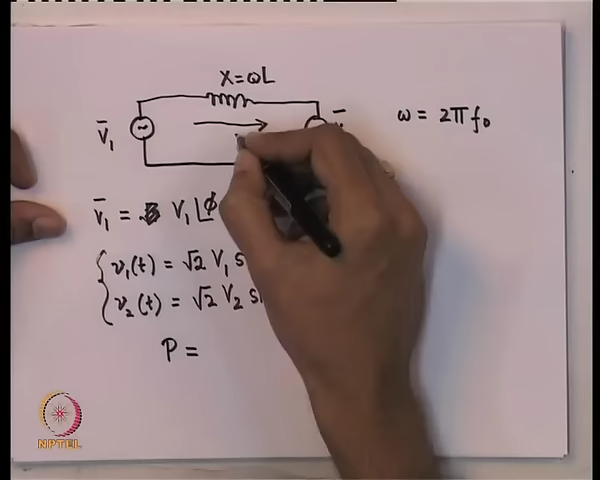 X = ωL
V̅₁
ω = 2π f₀
V̅₁ = V₁ ∠ϕ
v₁(t) = √2 V₁ s
v₂(t) = √2 V₂ s
P =
NPTEL